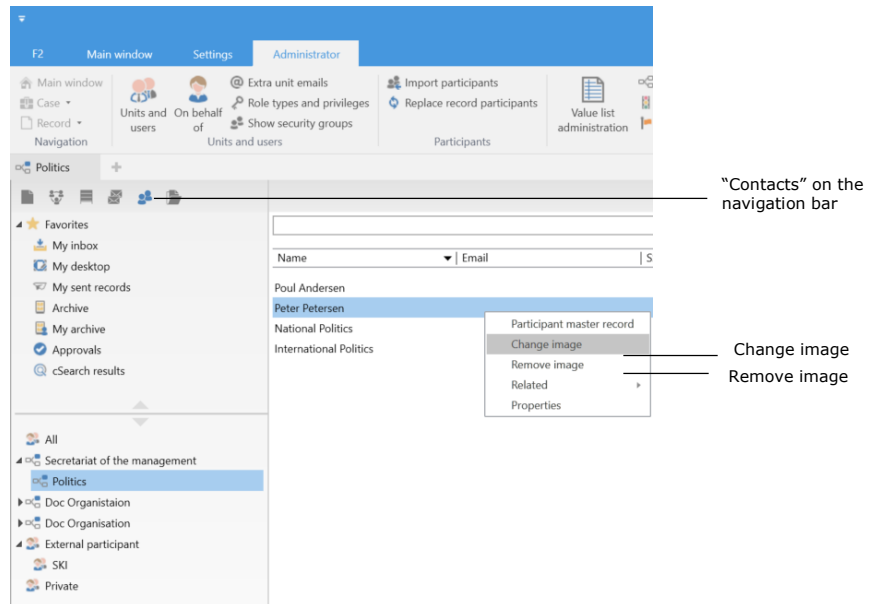 F2 Main window Settings Administrator
Main window
Case
Record
Navigation
Units and users
On behalf of
@ Extra unit emails
Role types and privileges
Show security groups
Units and users
Import participants
Replace record participants
Participants
Value list administration
Politics +
"Contacts" on the
navigation bar
Favorites
My inbox
My desktop
My sent records
Archive
My archive
Approvals
cSearch results
All
Secretariat of the management
Politics
Doc Organistaion
Doc Organisation
External participant
SKI
Private
Name Email S
Poul Andersen
Peter Petersen
National Politics
International Politics
Participant master record
Change image
Remove image
Related
Properties
Change image
Remove image